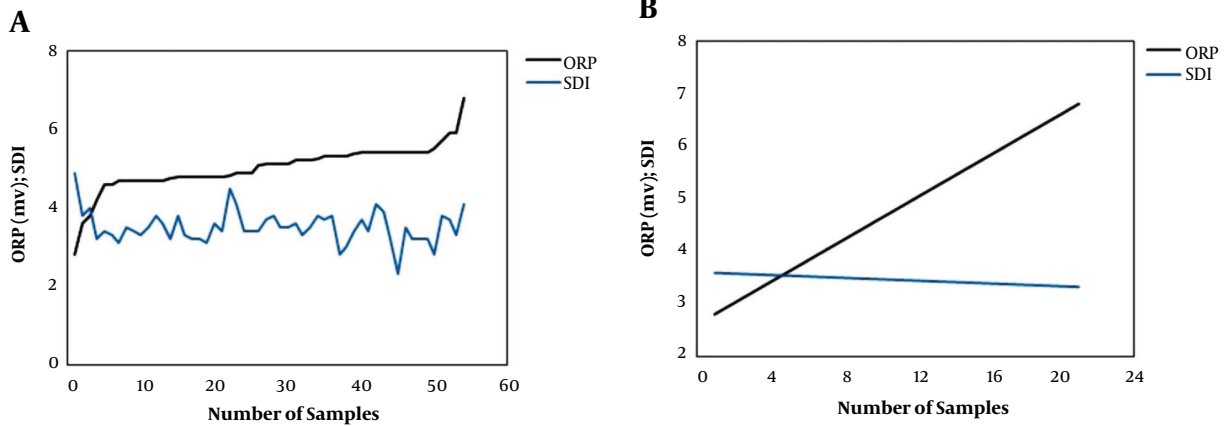 A
ORP (mv); SDI
8
6
4
2
0
0 10 20 30 40 50 60
Number of Samples
ORP
SDI
B
ORP (mv); SDI
8
7
6
5
4
3
2
0 4 8 12 16 20 24
Number of Samples
ORP
SDI